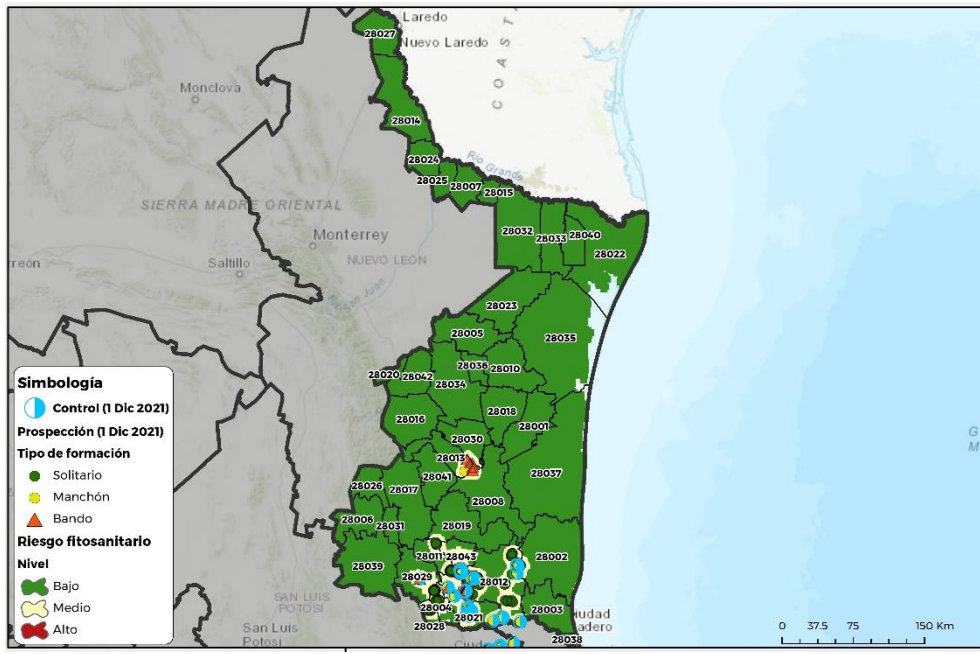 Laredo
28027
Nuevo Laredo
COAST
Monclova
28014
28024
Río Grande
28025
28007
28015
SIERRA MADRE ORIENTAL
28032
28033
28040
28022
Monterrey
NUEVO LEÓN
Saltillo
rreón
San Juan
28023
28005
28035
28036
28010
28020
28042
28034
28016
28018
28001
28030
28013
28041
28037
28026
28017
28008
28006
28031
28019
28011
28043
28002
28039
28029
28012
28004
28003
28021
28028
28038
SAN LUIS
POTOSÍ
San Luis
Potosí
Ciudad
Madero
Ciuda
G
M
Simbología
Control (1 Dic 2021)
Prospección (1 Dic 2021)
Tipo de formación
Solitario
Manchón
Bando
Riesgo fitosanitario
Nivel
Bajo
Medio
Alto
0 37.5 75 150 Km